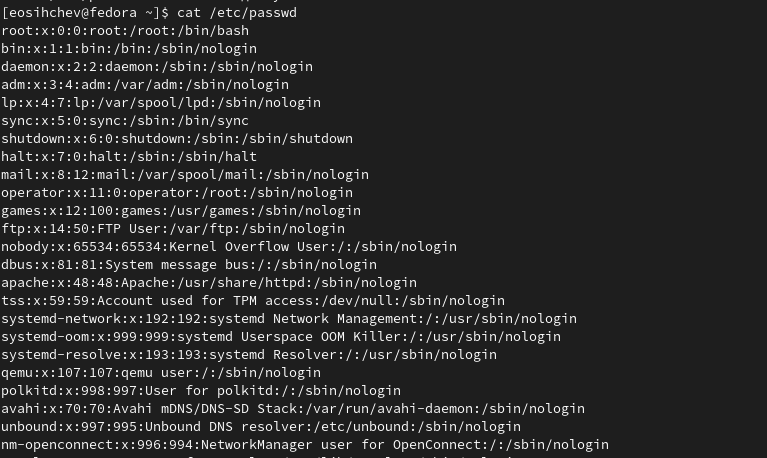 [eosihchev@fedora ~]$ cat /etc/passwd
root:x:0:0:root:/root:/bin/bash
bin:x:1:1:bin:/bin:/sbin/nologin
daemon:x:2:2:daemon:/sbin:/sbin/nologin
adm:x:3:4:adm:/var/adm:/sbin/nologin
lp:x:4:7:lp:/var/spool/lpd:/sbin/nologin
sync:x:5:0:sync:/sbin:/bin/sync
shutdown:x:6:0:shutdown:/sbin:/sbin/shutdown
halt:x:7:0:halt:/sbin:/sbin/halt
mail:x:8:12:mail:/var/spool/mail:/sbin/nologin
operator:x:11:0:operator:/root:/sbin/nologin
games:x:12:100:games:/usr/games:/sbin/nologin
ftp:x:14:50:FTP User:/var/ftp:/sbin/nologin
nobody:x:65534:65534:Kernel Overflow User:/:/sbin/nologin
dbus:x:81:81:System message bus:/:/sbin/nologin
apache:x:48:48:Apache:/usr/share/httpd:/sbin/nologin
tss:x:59:59:Account used for TPM access:/dev/null:/sbin/nologin
systemd-network:x:192:192:systemd Network Management:/:/usr/sbin/nologin
systemd-oom:x:999:999:systemd Userspace OOM Killer:/:/usr/sbin/nologin
systemd-resolve:x:193:193:systemd Resolver:/:/usr/sbin/nologin
qemu:x:107:107:qemu user:/:/sbin/nologin
polkitd:x:998:997:User for polkitd:/:/sbin/nologin
avahi:x:70:70:Avahi mDNS/DNS-SD Stack:/var/run/avahi-daemon:/sbin/nologin
unbound:x:997:995:Unbound DNS resolver:/etc/unbound:/sbin/nologin
nm-openconnect:x:996:994:NetworkManager user for OpenConnect:/:/sbin/nologin